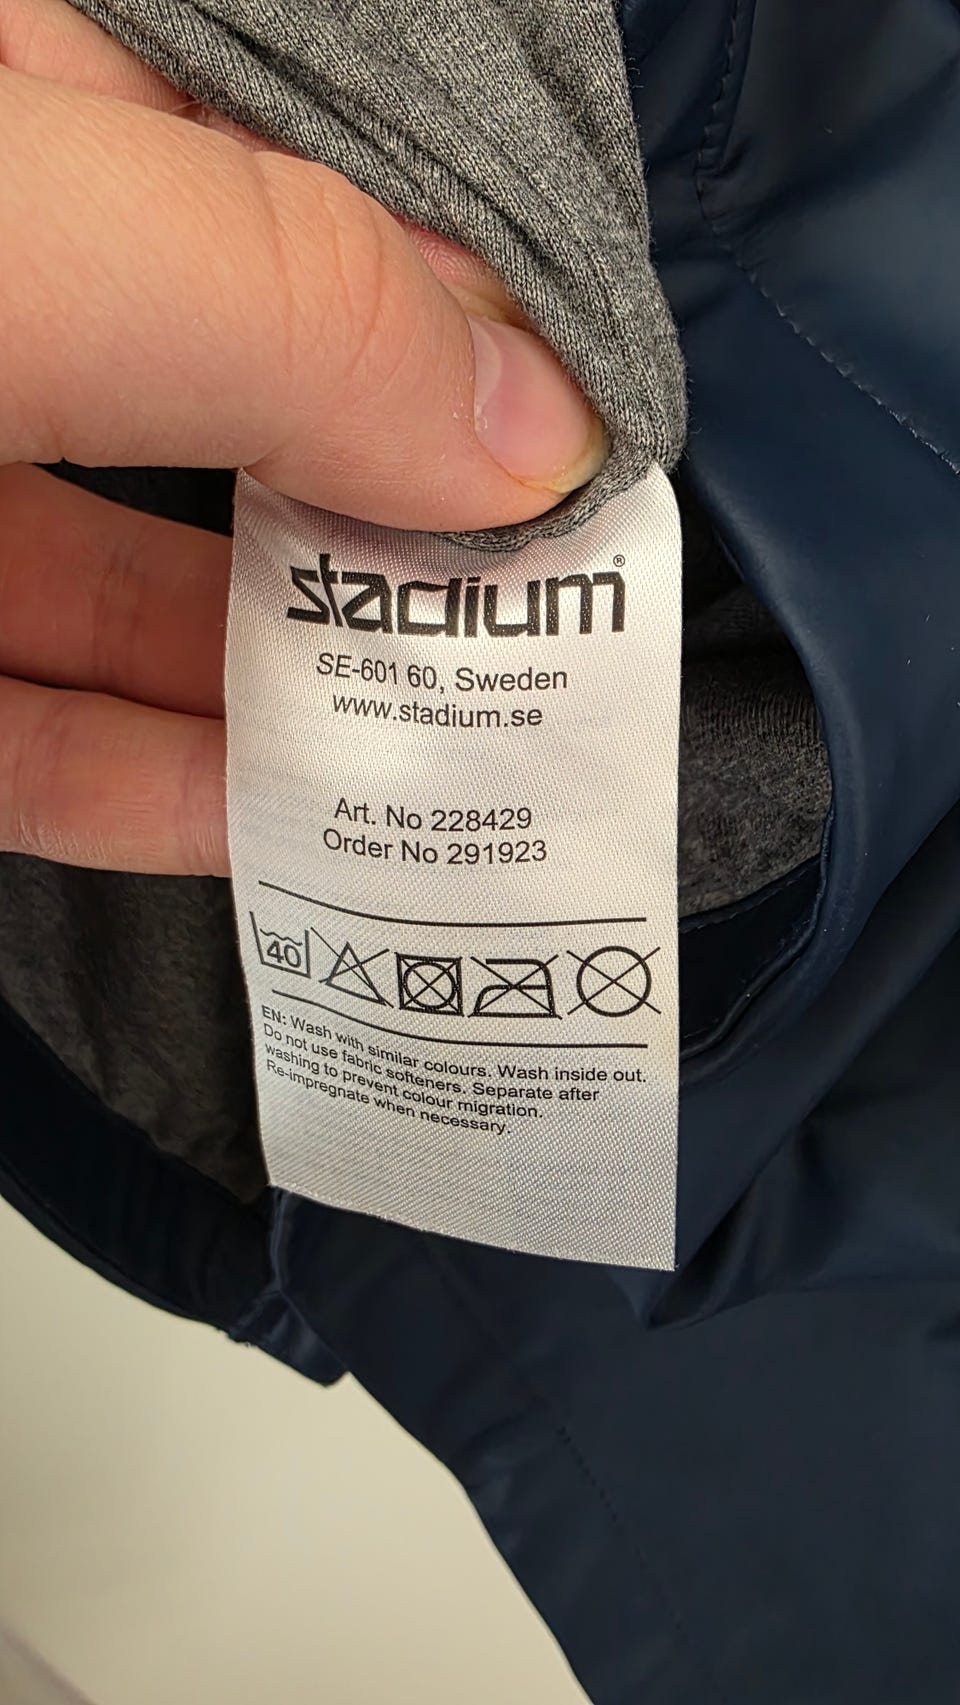 stadium®
SE-601 60, Sweden
www.stadium.se
Art. No 228429
Order No 291923
40
EN: Wash with similar colours. Wash inside out.
Do not use fabric softeners. Separate after
washing to prevent colour migration.
Re-impregnate when necessary.